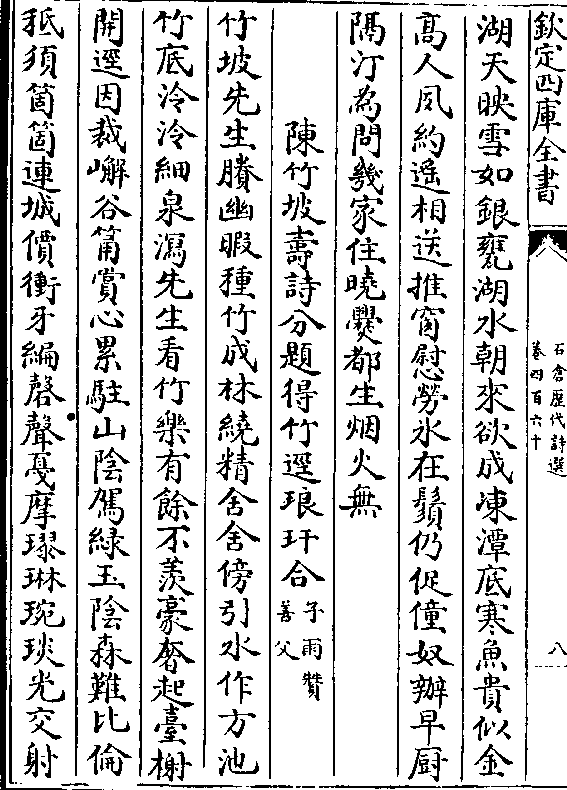 欽定四庫全書
石倉歷代詩選
卷四百六十
八
湖天映雪如銀甕湖水朝來欲成凍潭底寒魚貴似金
高人夙約遥相送推窗慰勞氷在鬚仍促僮奴辦早厨
隔汀為問幾家住曉爨都生烟火無
陳竹坡壽詩分題得竹逕琅玕合
子雨贊
善父
竹坡先生賸幽暇種竹成林繞精舍舍傍引水作方池
竹底泠泠細泉瀉先生看竹樂有餘不羨豪奢起臺榭
開逕因裁嶰谷筩賞心累駐山陰駕緑玉陰森難比倫
秪須箇箇連城價衝牙編磬聲戞摩璆琳琬琰光交射